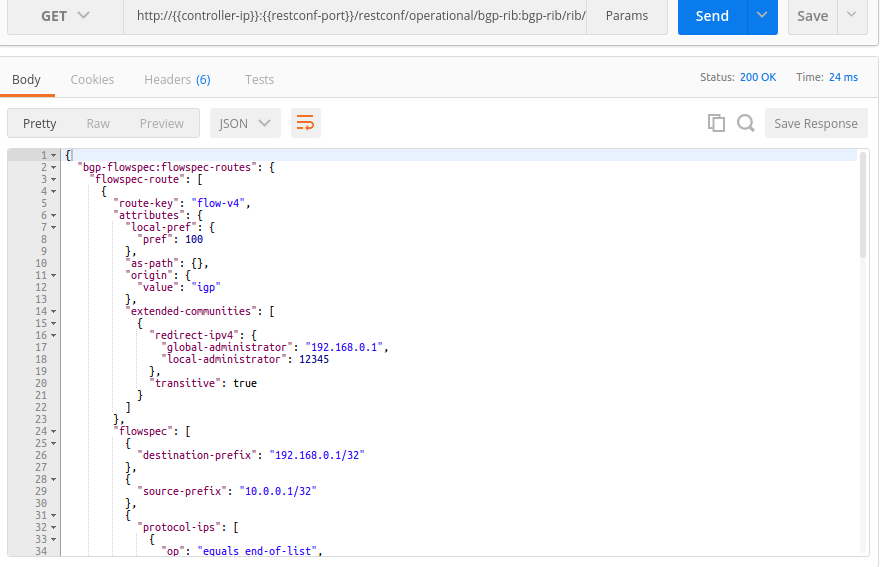 GET http://{{controller-ip}}:{{restconf-port}}/restconf/operational/bgp-rib:bgp-rib/rib/ Params Send Save
Body Cookies Headers (6) Tests Status: 200 OK Time: 24 ms
Pretty Raw Preview JSON Save Response
1 {
2 "bgp-flowspec:flowspec-routes": {
3 "flowspec-route": [
4 {
5 "route-key": "flow-v4",
6 "attributes": {
7 "local-pref": {
8 "pref": 100
9 },
10 "as-path": {},
11 "origin": {
12 "value": "igp"
13 },
14 "extended-communities": [
15 {
16 "redirect-ipv4": {
17 "global-administrator": "192.168.0.1",
18 "local-administrator": 12345
19 },
20 "transitive": true
21 }
22 ]
23 },
24 "flowspec": [
25 {
26 "destination-prefix": "192.168.0.1/32"
27 },
28 {
29 "source-prefix": "10.0.0.1/32"
30 },
31 {
32 "protocol-ips": [
33 {
34 "op": "equals end-of-list",